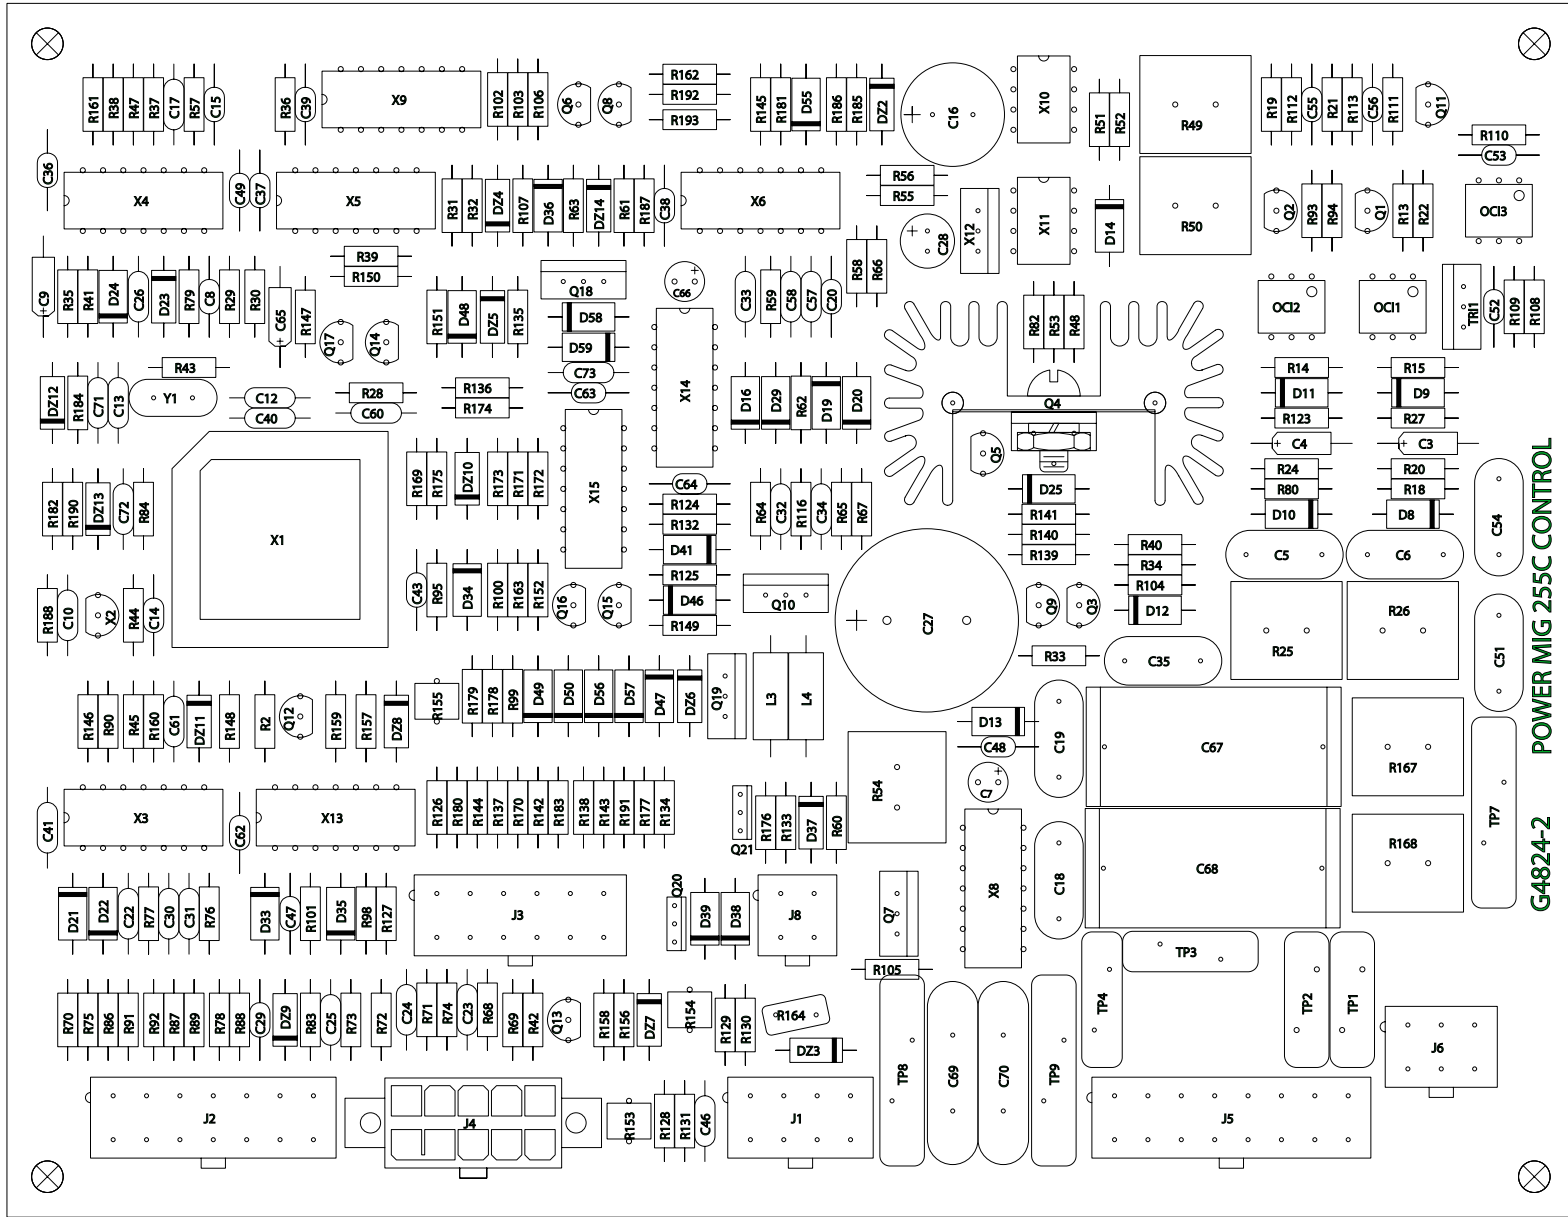 R161 R38 R47 R37 C17 R57 C15 R36 C39 X9 R102 R103 R106 Q6 Q8
R162
R192
R193
R145 R181 D55 R186 R185 DZ2 C16 X10 R51 R52 R49 R19 R112 C55 R21 R113 C56 R111 Q11
R110
C53
C36 X4 C49 C37 X5 R31 R32 DZ4 R107 D36 R63 DZ14 R61 R187 C38 X6
R56
R55
C28 X12 X11 D14 R50 Q2 R93 R94 Q1 R13 R22 OCI3
R39
R150
C9 R35 R41 D24 C26 D23 R79 C8 R29 R30 C65 R147 Q17 Q14 R151 D48 DZ5 R135
Q18
D58
D59
C73
C63
C66
C33 R59 C58 C57 C20 R58 R66
R82 R53 R48 OCI2 OCI1 TRI1 C52 R109 R108
R43
DZ12 R184 C71 C13 Y1
C12
C40
R28
C60
R136
R174
X14 D16 D29 R62 D19 D20
Q4
Q5
R14
D11
R123
C4
R24
R80
D10
R15
D9
R27
C3
R20
R18
D8
R182 R190 DZ13 C72 R84 X1 R169 R175 DZ10 R173 R171 R172 X15
C64
R124
R132
D41
R125
D46
R149
R64 C32 R116 C34 R65 R67
D25
R141
R140
R139
C5 C6 C54
R40
R34
R104
D12
R188 C10 X2 R44 C14 C43 R95 D34 R100 R163 R152 Q16 Q15
Q10 C27 Q9 Q3
R33
C35 R25 R26 C51
R146 R90 R45 R160 C61 DZ11 R148 R2 Q12 R159 R157 DZ8 R155 R179 R178 R99 D49 D50 D56 D57 D47 DZ6 Q19 L3 L4
D13
C48
C7
C19 C67 R167 TP7
R54
C41 X3 C62 X13 R126 R180 R144 R137 R170 R142 R183 R138 R143 R191 R177 R134
Q21 R176 R133 D37 R60
X8 C18 C68 R168
D21 D22 C22 R77 C30 C31 R76 D33 C47 R101 D35 R98 R127 J3 Q20 D39 D38 J8 Q7
R105
TP4 TP3 TP2 TP1
R70 R75 R86 R91 R92 R87 R89 R78 R88 C29 DZ9 R83 C25 R73 R72 C24 R71 R74 C23 R68 R69 R42 Q13 R158 R156 DZ7 R154 R129 R130 R164
DZ3
TP8 C69 C70 TP9 J6
J2 J4 R153 R128 R131 C46 J1 J5
G4824-2 POWER MIG 255C CONTROL